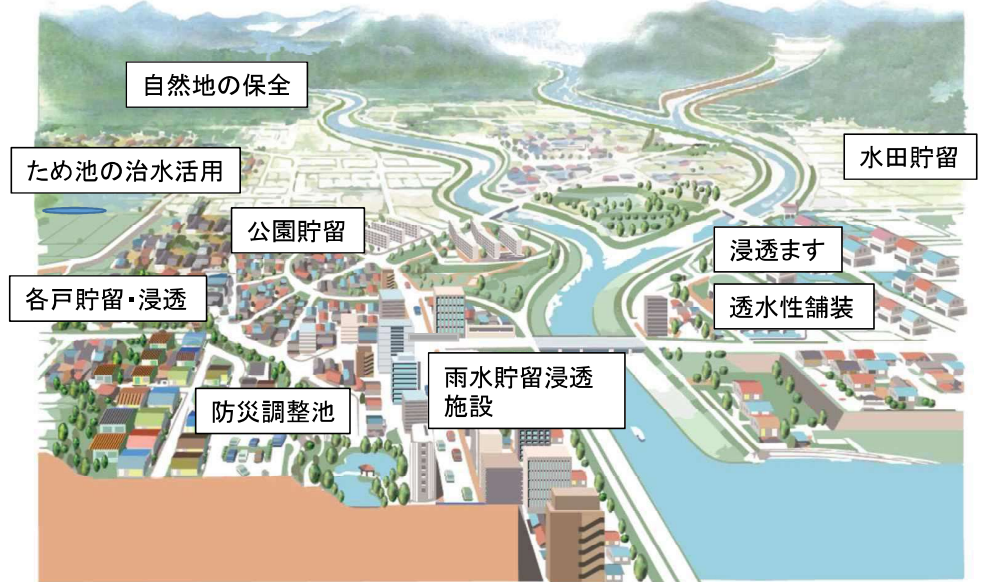 自然地の保全
水田貯留
ため池の治水活用
公園貯留
浸透ます
各戸貯留・浸透
透水性舗装
雨水貯留浸透
施設
防災調整池